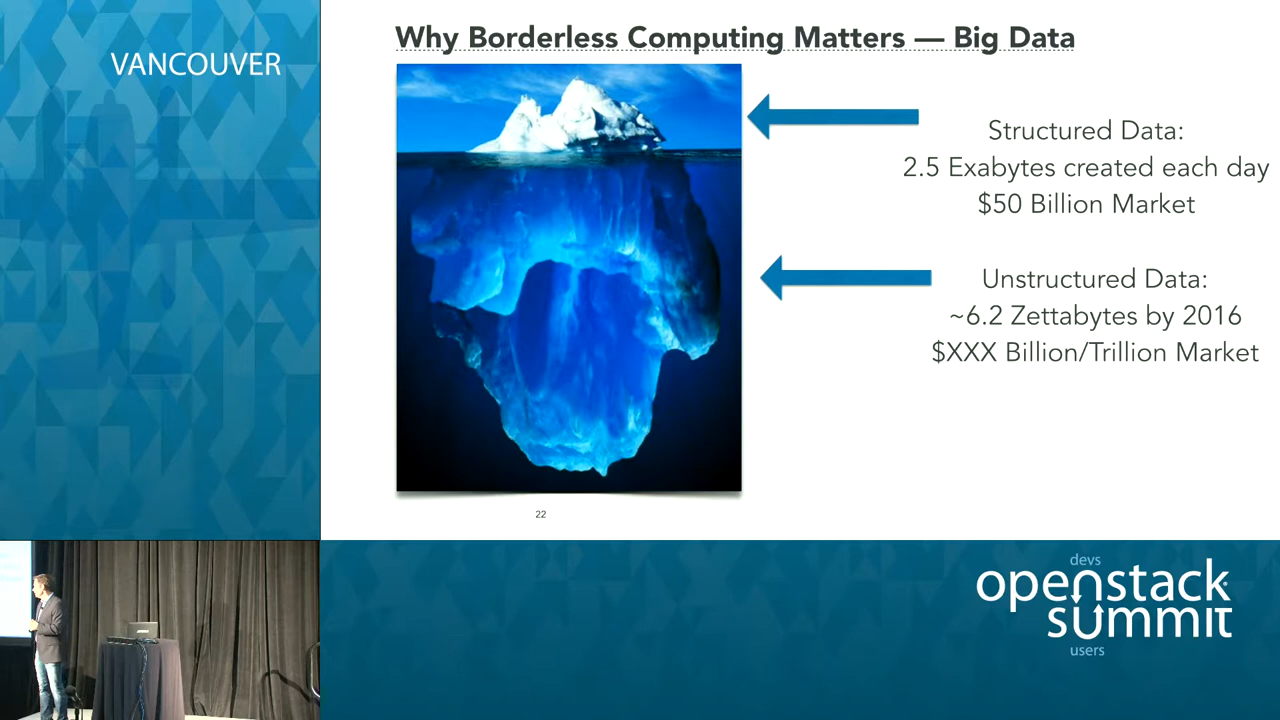 VANCOUVER
Why Borderless Computing Matters — Big Data
Structured Data:
2.5 Exabytes created each day
$50 Billion Market
Unstructured Data:
~6.2 Zettabytes by 2016
$XXX Billion/Trillion Market
22
devs
openstack
summit
users